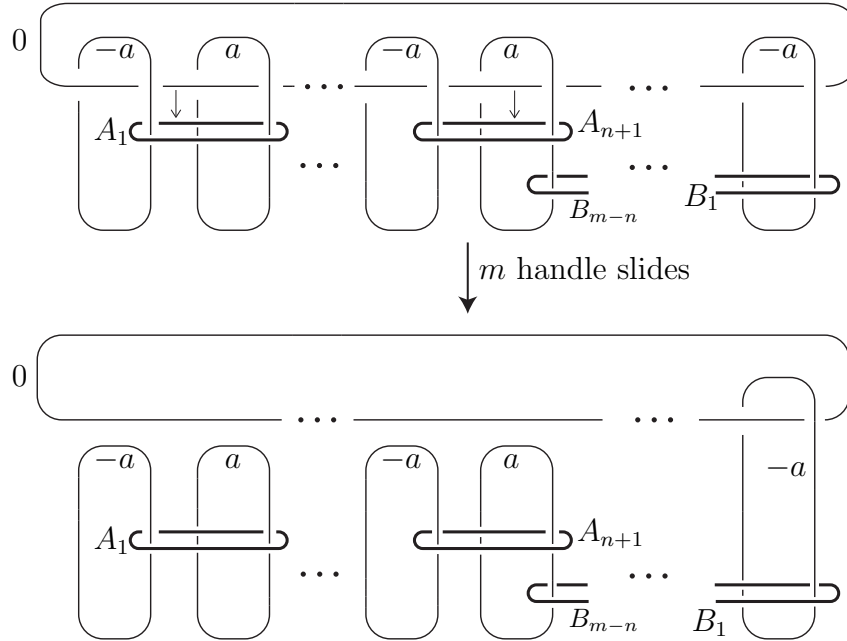 0
−a a −a a −a
· · · · · ·
A₁ Aₙ₊₁
· · · · · ·
Bₘ₋ₙ B₁
m handle slides
0
· · · · · ·
−a a −a a −a
A₁ Aₙ₊₁
· · · · · ·
Bₘ₋ₙ B₁